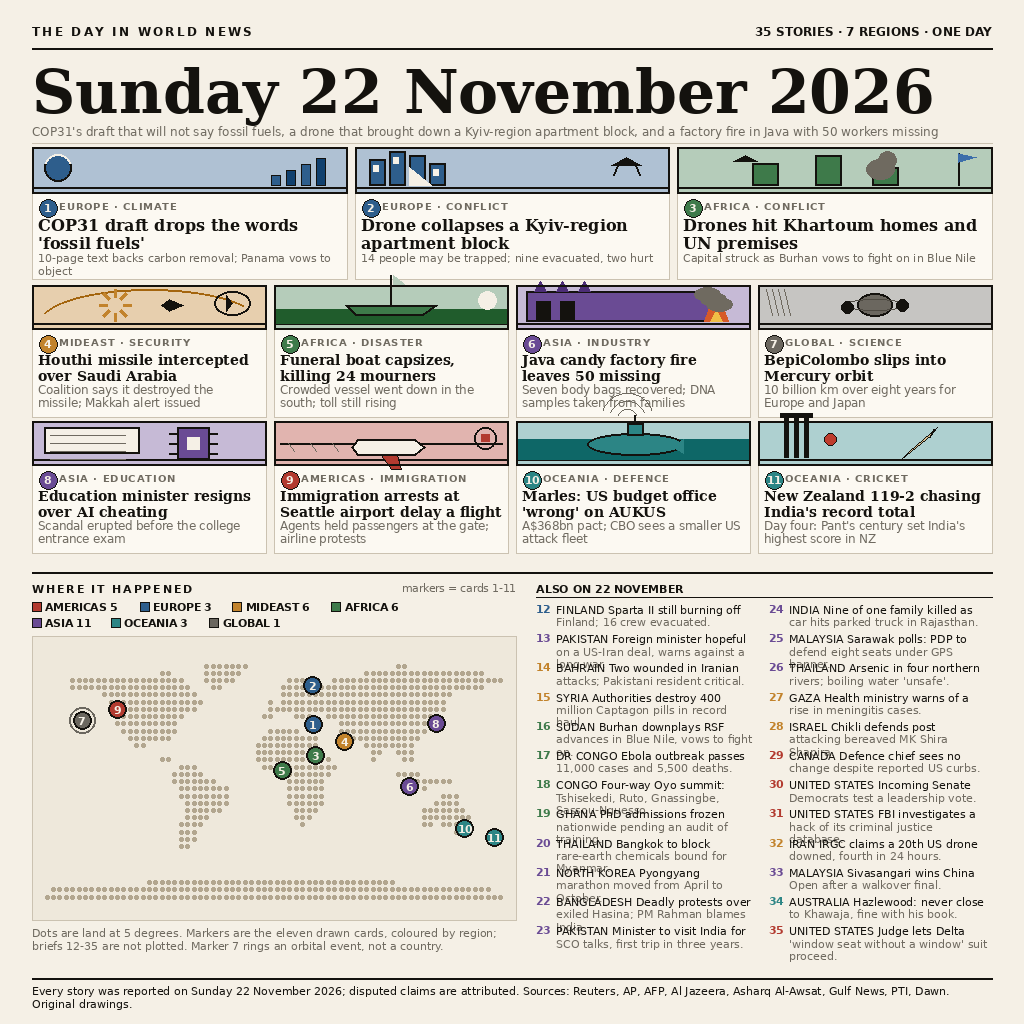 THE DAY IN WORLD NEWS
35 STORIES · 7 REGIONS · ONE DAY
Sunday 22 November 2026
COP31's draft that will not say fossil fuels, a drone that brought down a Kyiv-region apartment block, and a factory fire in Java with 50 workers missing
1 EUROPE · CLIMATE
COP31 draft drops the words
'fossil fuels'
10-page text backs carbon removal; Panama vows to
object
2 EUROPE · CONFLICT
Drone collapses a Kyiv-region
apartment block
14 people may be trapped; nine evacuated, two hurt
3 AFRICA · CONFLICT
Drones hit Khartoum homes and
UN premises
Capital struck as Burhan vows to fight on in Blue Nile
4 MIDEAST · SECURITY
Houthi missile intercepted
over Saudi Arabia
Coalition says it destroyed the
missile; Makkah alert issued
5 AFRICA · DISASTER
Funeral boat capsizes,
killing 24 mourners
Crowded vessel went down in the
south; toll still rising
6 ASIA · INDUSTRY
Java candy factory fire
leaves 50 missing
Seven body bags recovered; DNA
samples taken from families
7 GLOBAL · SCIENCE
BepiColombo slips into
Mercury orbit
10 billion km over eight years for
Europe and Japan
8 ASIA · EDUCATION
Education minister resigns
over AI cheating
Scandal erupted before the college
entrance exam
9 AMERICAS · IMMIGRATION
Immigration arrests at
Seattle airport delay a flight
Agents held passengers at the gate;
airline protests
10 OCEANIA · DEFENCE
Marles: US budget office
'wrong' on AUKUS
A$368bn pact; CBO sees a smaller US
attack fleet
11 OCEANIA · CRICKET
New Zealand 119-2 chasing
India's record total
Day four: Pant's century set India's
highest score in NZ
WHERE IT HAPPENED
markers = cards 1-11
AMERICAS 5 EUROPE 3 MIDEAST 6 AFRICA 6
ASIA 11 OCEANIA 3 GLOBAL 1
2
9
7
1
8
4
3
5
6
10
11
Dots are land at 5 degrees. Markers are the eleven drawn cards, coloured by region;
briefs 12-35 are not plotted. Marker 7 rings an orbital event, not a country.
ALSO ON 22 NOVEMBER
12 FINLAND Sparta II still burning off
Finland; 16 crew evacuated.
13 PAKISTAN Foreign minister hopeful
on a US-Iran deal, warns against a
long war.
14 BAHRAIN Two wounded in Iranian
attacks; Pakistani resident critical.
15 SYRIA Authorities destroy 400
million Captagon pills in record
haul.
16 SUDAN Burhan downplays RSF
advances in Blue Nile, vows to fight
on.
17 DR CONGO Ebola outbreak passes
11,000 cases and 5,500 deaths.
18 CONGO Four-way Oyo summit:
Tshisekedi, Ruto, Gnassingbe,
Sassou-Nguesso.
19 GHANA PhD admissions frozen
nationwide pending an audit of
training.
20 THAILAND Bangkok to block
rare-earth chemicals bound for
Myanmar.
21 NORTH KOREA Pyongyang
marathon moved from April to
October.
22 BANGLADESH Deadly protests over
exiled Hasina; PM Rahman blames
India.
23 PAKISTAN Minister to visit India for
SCO talks, first trip in three years.
24 INDIA Nine of one family killed as
car hits parked truck in Rajasthan.
25 MALAYSIA Sarawak polls: PDP to
defend eight seats under GPS
banner.
26 THAILAND Arsenic in four northern
rivers; boiling water 'unsafe'.
27 GAZA Health ministry warns of a
rise in meningitis cases.
28 ISRAEL Chikli defends post
attacking bereaved MK Shira
Shapira.
29 CANADA Defence chief sees no
change despite reported US curbs.
30 UNITED STATES Incoming Senate
Democrats test a leadership vote.
31 UNITED STATES FBI investigates a
hack of its criminal justice
database.
32 IRAN IRGC claims a 20th US drone
downed, fourth in 24 hours.
33 MALAYSIA Sivasangari wins China
Open after a walkover final.
34 AUSTRALIA Hazlewood: never close
to Khawaja, fine with his book.
35 UNITED STATES Judge lets Delta
'window seat without a window' suit
proceed.
Every story was reported on Sunday 22 November 2026; disputed claims are attributed. Sources: Reuters, AP, AFP, Al Jazeera, Asharq Al-Awsat, Gulf News, PTI, Dawn.
Original drawings.